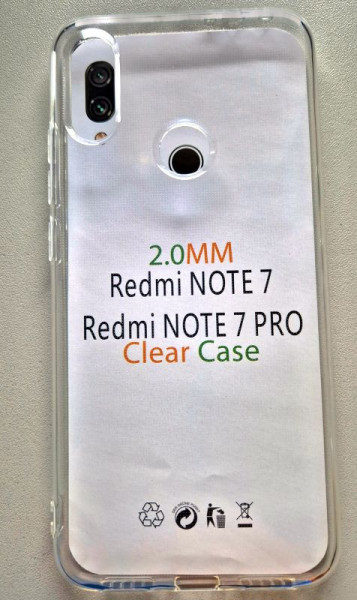 2.0MM
Redmi NOTE 7
Redmi NOTE 7 PRO
Clear Case